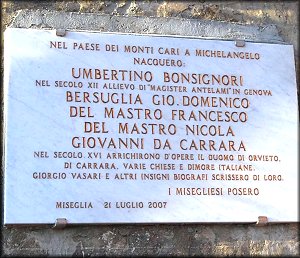 NEL PAESE DEI MONTI CARI A MICHELANGELO
NACQUERO:
UMBERTINO BONSIGNORI
NEL SECOLO XII ALLIEVO DI "MAGISTER ANTELAMI" IN GENOVA
BERSUGLIA GIO. DOMENICO
DEL MASTRO FRANCESCO
DEL MASTRO NICOLA
GIOVANNI DA CARRARA
NEL SECOLO XVI ARRICHIRONO D'OPERE IL DUOMO DI ORVIETO,
DI CARRARA, VARIE CHIESE E DIMORE ITALIANE.
GIORGIO VASARI E ALTRI INSIGNI BIOGRAFI SCRISSERO DI LORO.
I MISEGLIESI POSERO
MISEGLIA 21 LUGLIO 2007